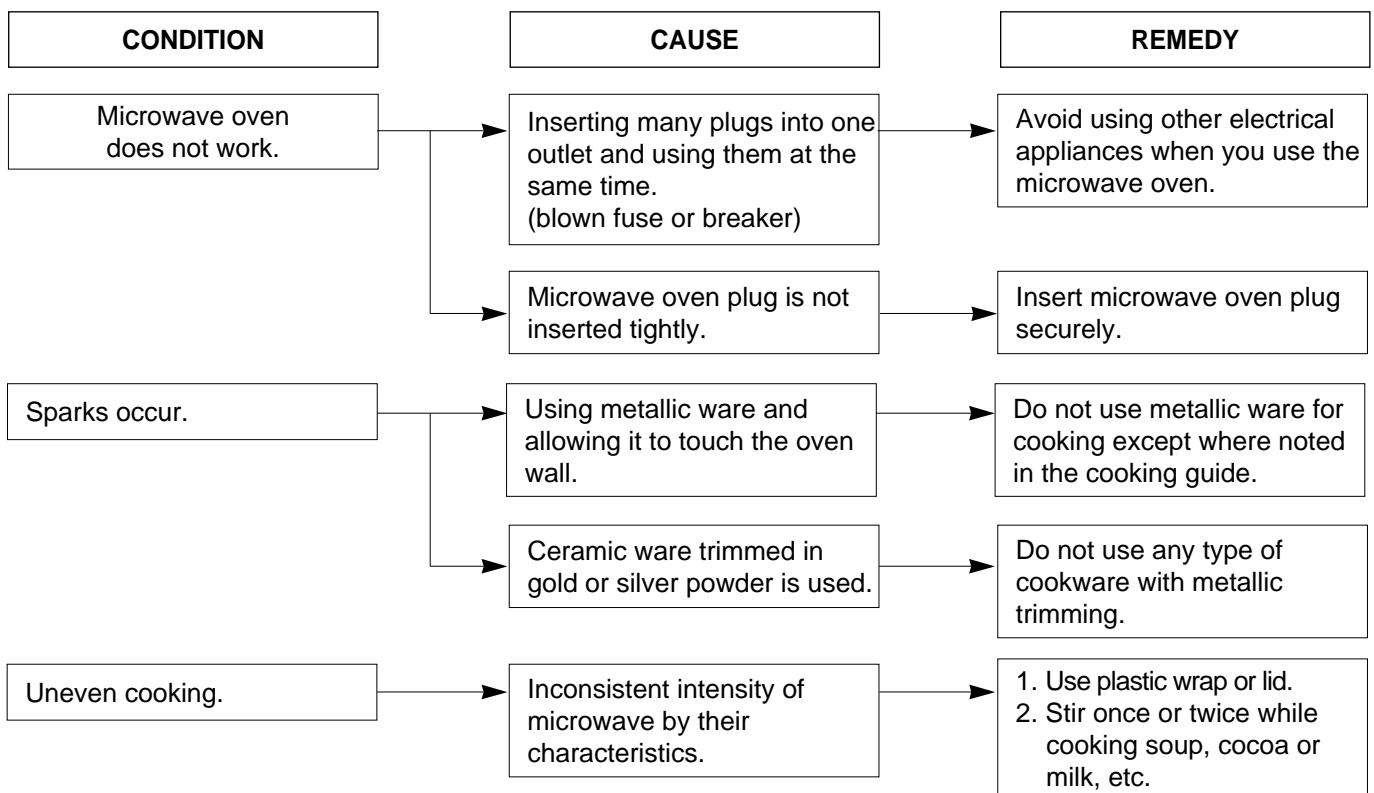 CONDITION
CAUSE
REMEDY
Microwave oven
does not work.
Inserting many plugs into one
outlet and using them at the
same time.
(blown fuse or breaker)
Avoid using other electrical
appliances when you use the
microwave oven.
Microwave oven plug is not
inserted tightly.
Insert microwave oven plug
securely.
Sparks occur.
Using metallic ware and
allowing it to touch the oven
wall.
Do not use metallic ware for
cooking except where noted
in the cooking guide.
Ceramic ware trimmed in
gold or silver powder is used.
Do not use any type of
cookware with metallic
trimming.
Uneven cooking.
Inconsistent intensity of
microwave by their
characteristics.
1. Use plastic wrap or lid.
2. Stir once or twice while
cooking soup, cocoa or
milk, etc.